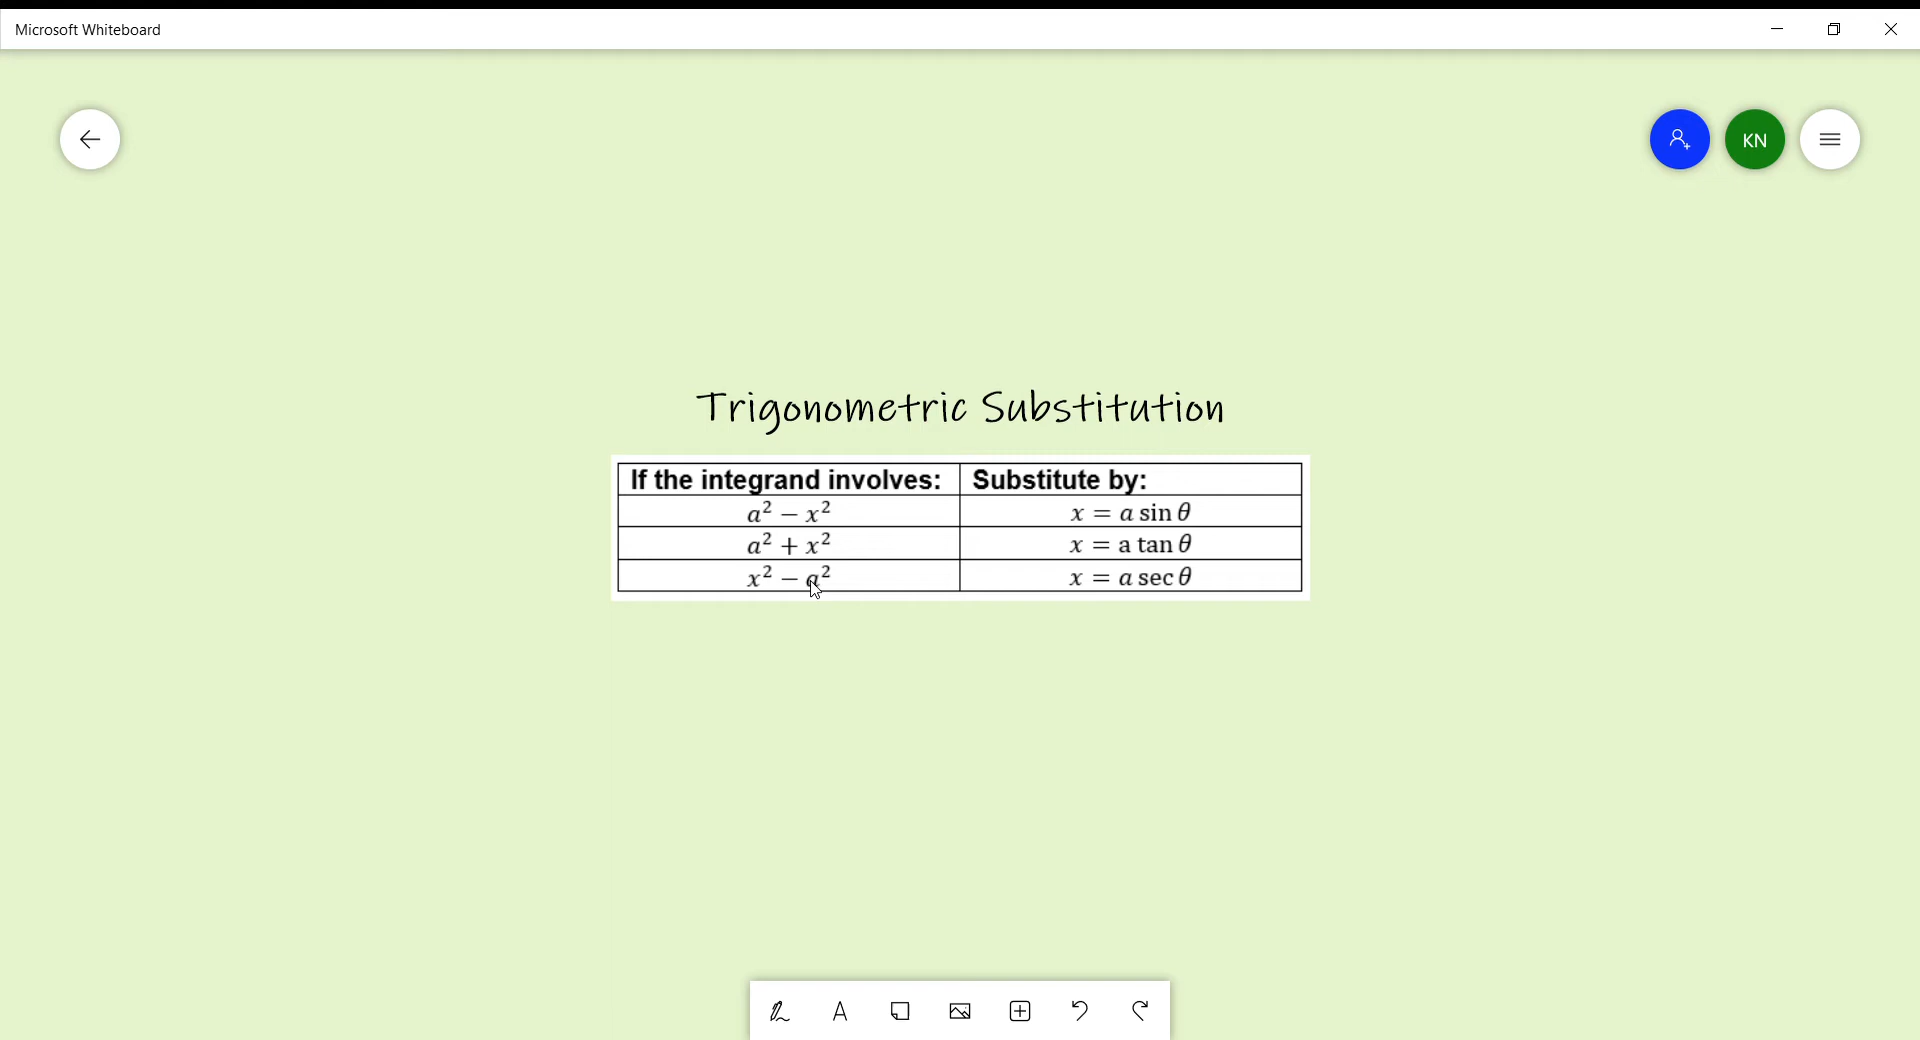 Microsoft Whiteboard
KN
Trigonometric Substitution
If the integrand involves: Substitute by:
a² − x² x = a sin θ
a² + x² x = a tan θ
x² − a² x = a sec θ